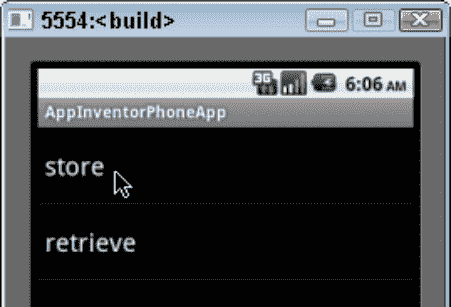 5554:<build>
3G 6:06 AM
AppInventorPhoneApp
store
retrieve